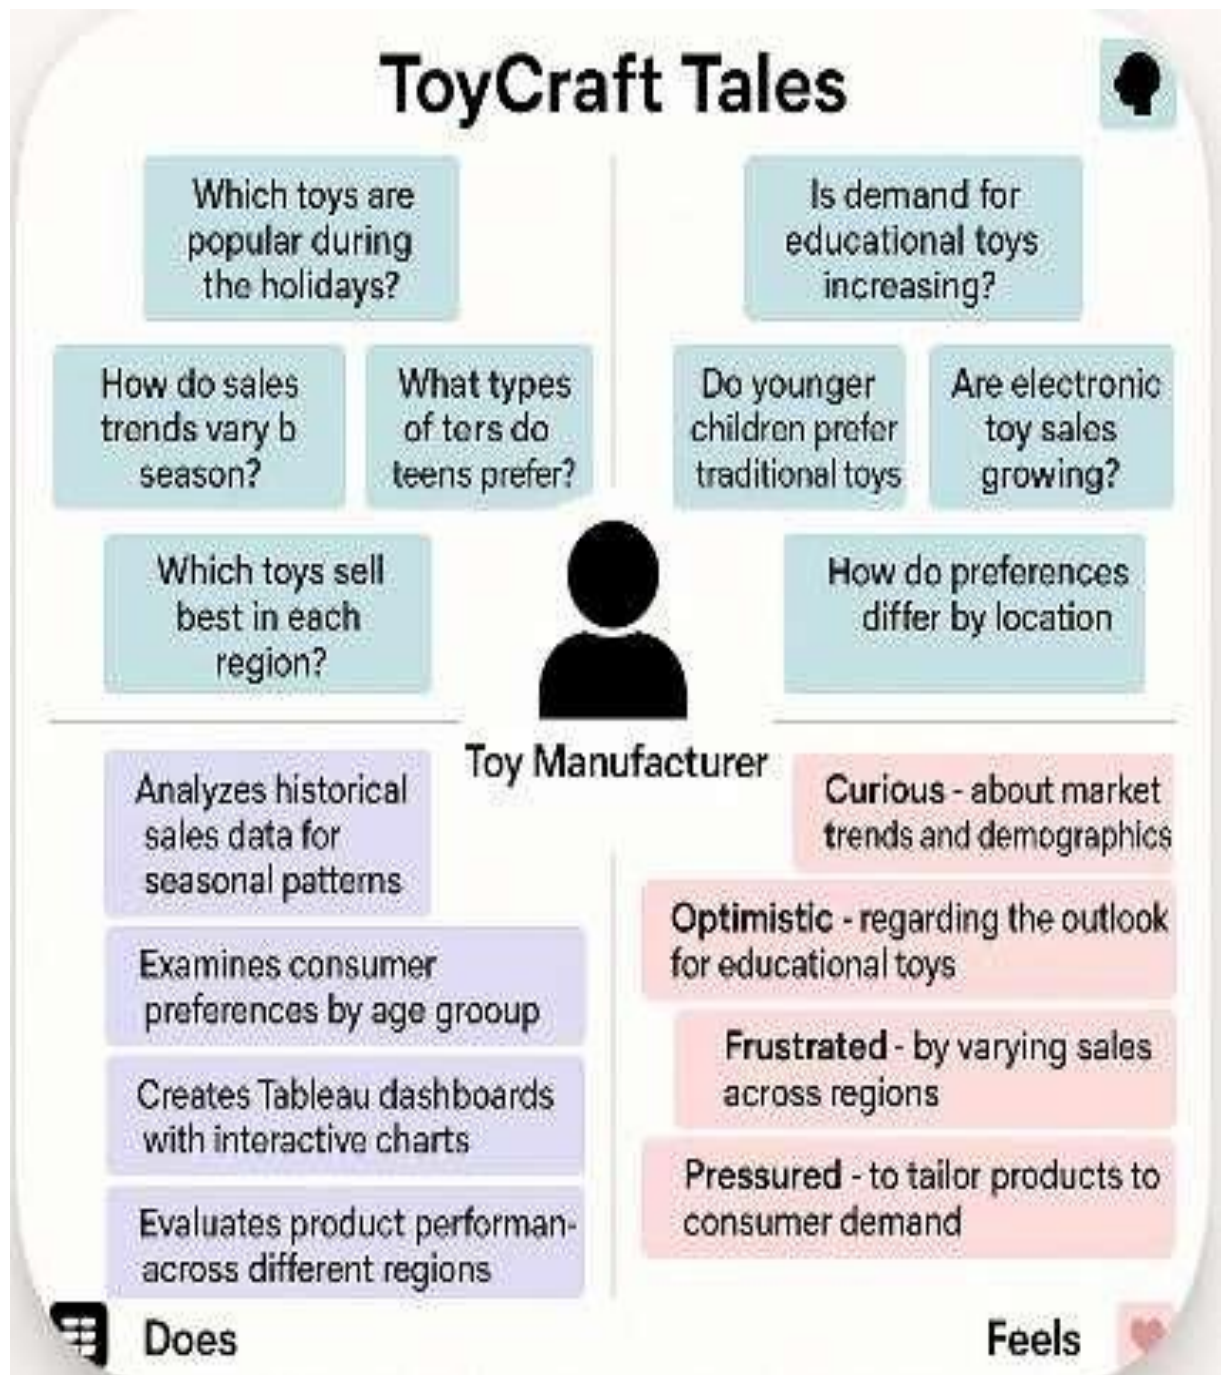 ToyCraft Tales
Which toys are
popular during
the holidays?
Is demand for
educational toys
increasing?
How do sales
trends vary b
season?
What types
of ters do
teens prefer?
Do younger
children prefer
traditional toys
Are electronic
toy sales
growing?
Which toys sell
best in each
region?
How do preferences
differ by location
Toy Manufacturer
Analyzes historical
sales data for
seasonal patterns
Examines consumer
preferences by age grooup
Creates Tableau dashboards
with interactive charts
Evaluates product performan-
across different regions
Does
Curious - about market
trends and demographics
Optimistic - regarding the outlook
for educational toys
Frustrated - by varying sales
across regions
Pressured - to tailor products to
consumer demand
Feels